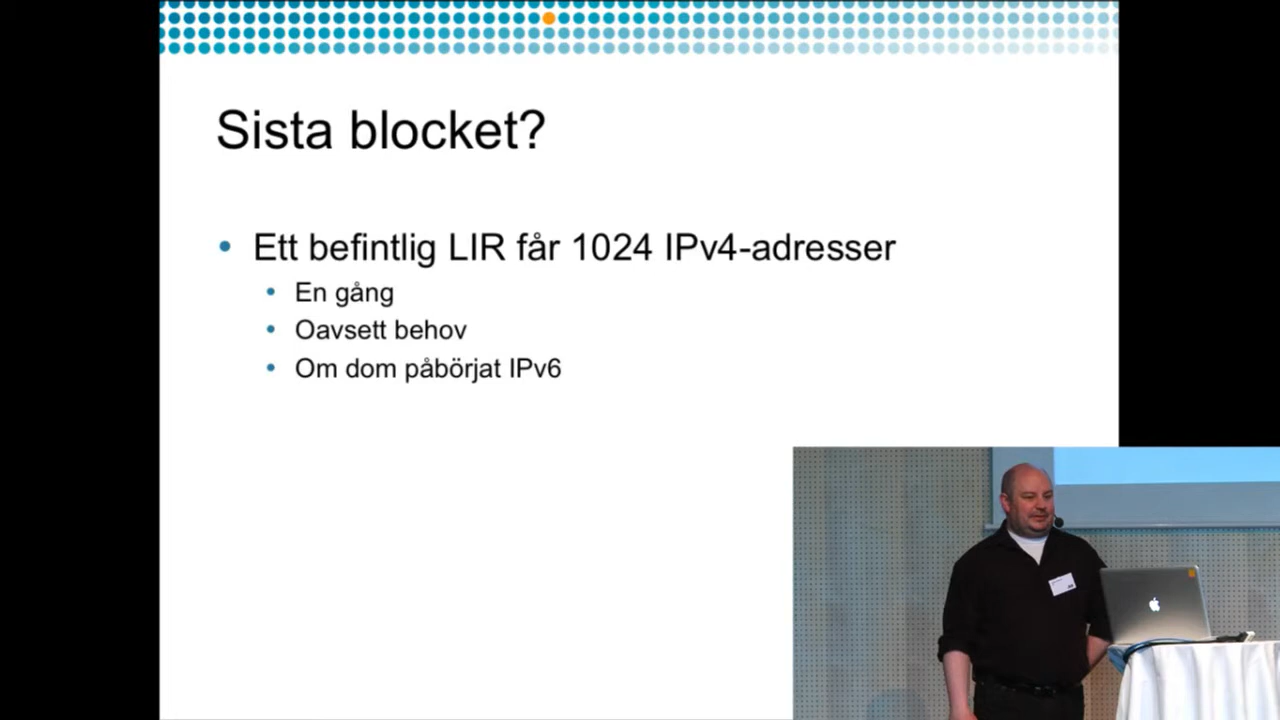 Sista blocket?
Ett befintlig LIR får 1024 IPv4-adresser
En gång
Oavsett behov
Om dom påbörjat IPv6